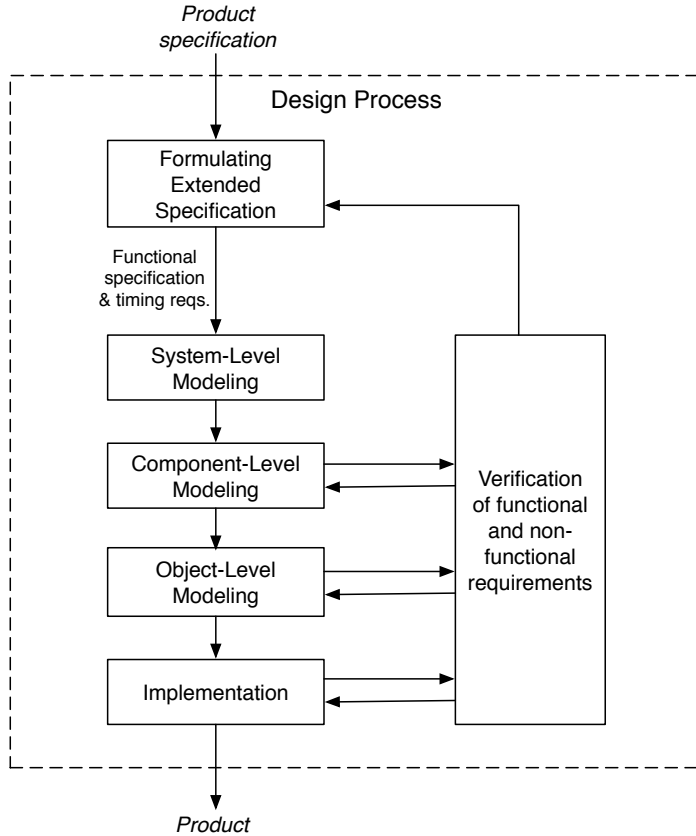 Product
specification
Design Process
Formulating
Extended
Specification
Functional
specification
& timing reqs.
System-Level
Modeling
Component-Level
Modeling
Verification
of functional
and non-
functional
requirements
Object-Level
Modeling
Implementation
Product